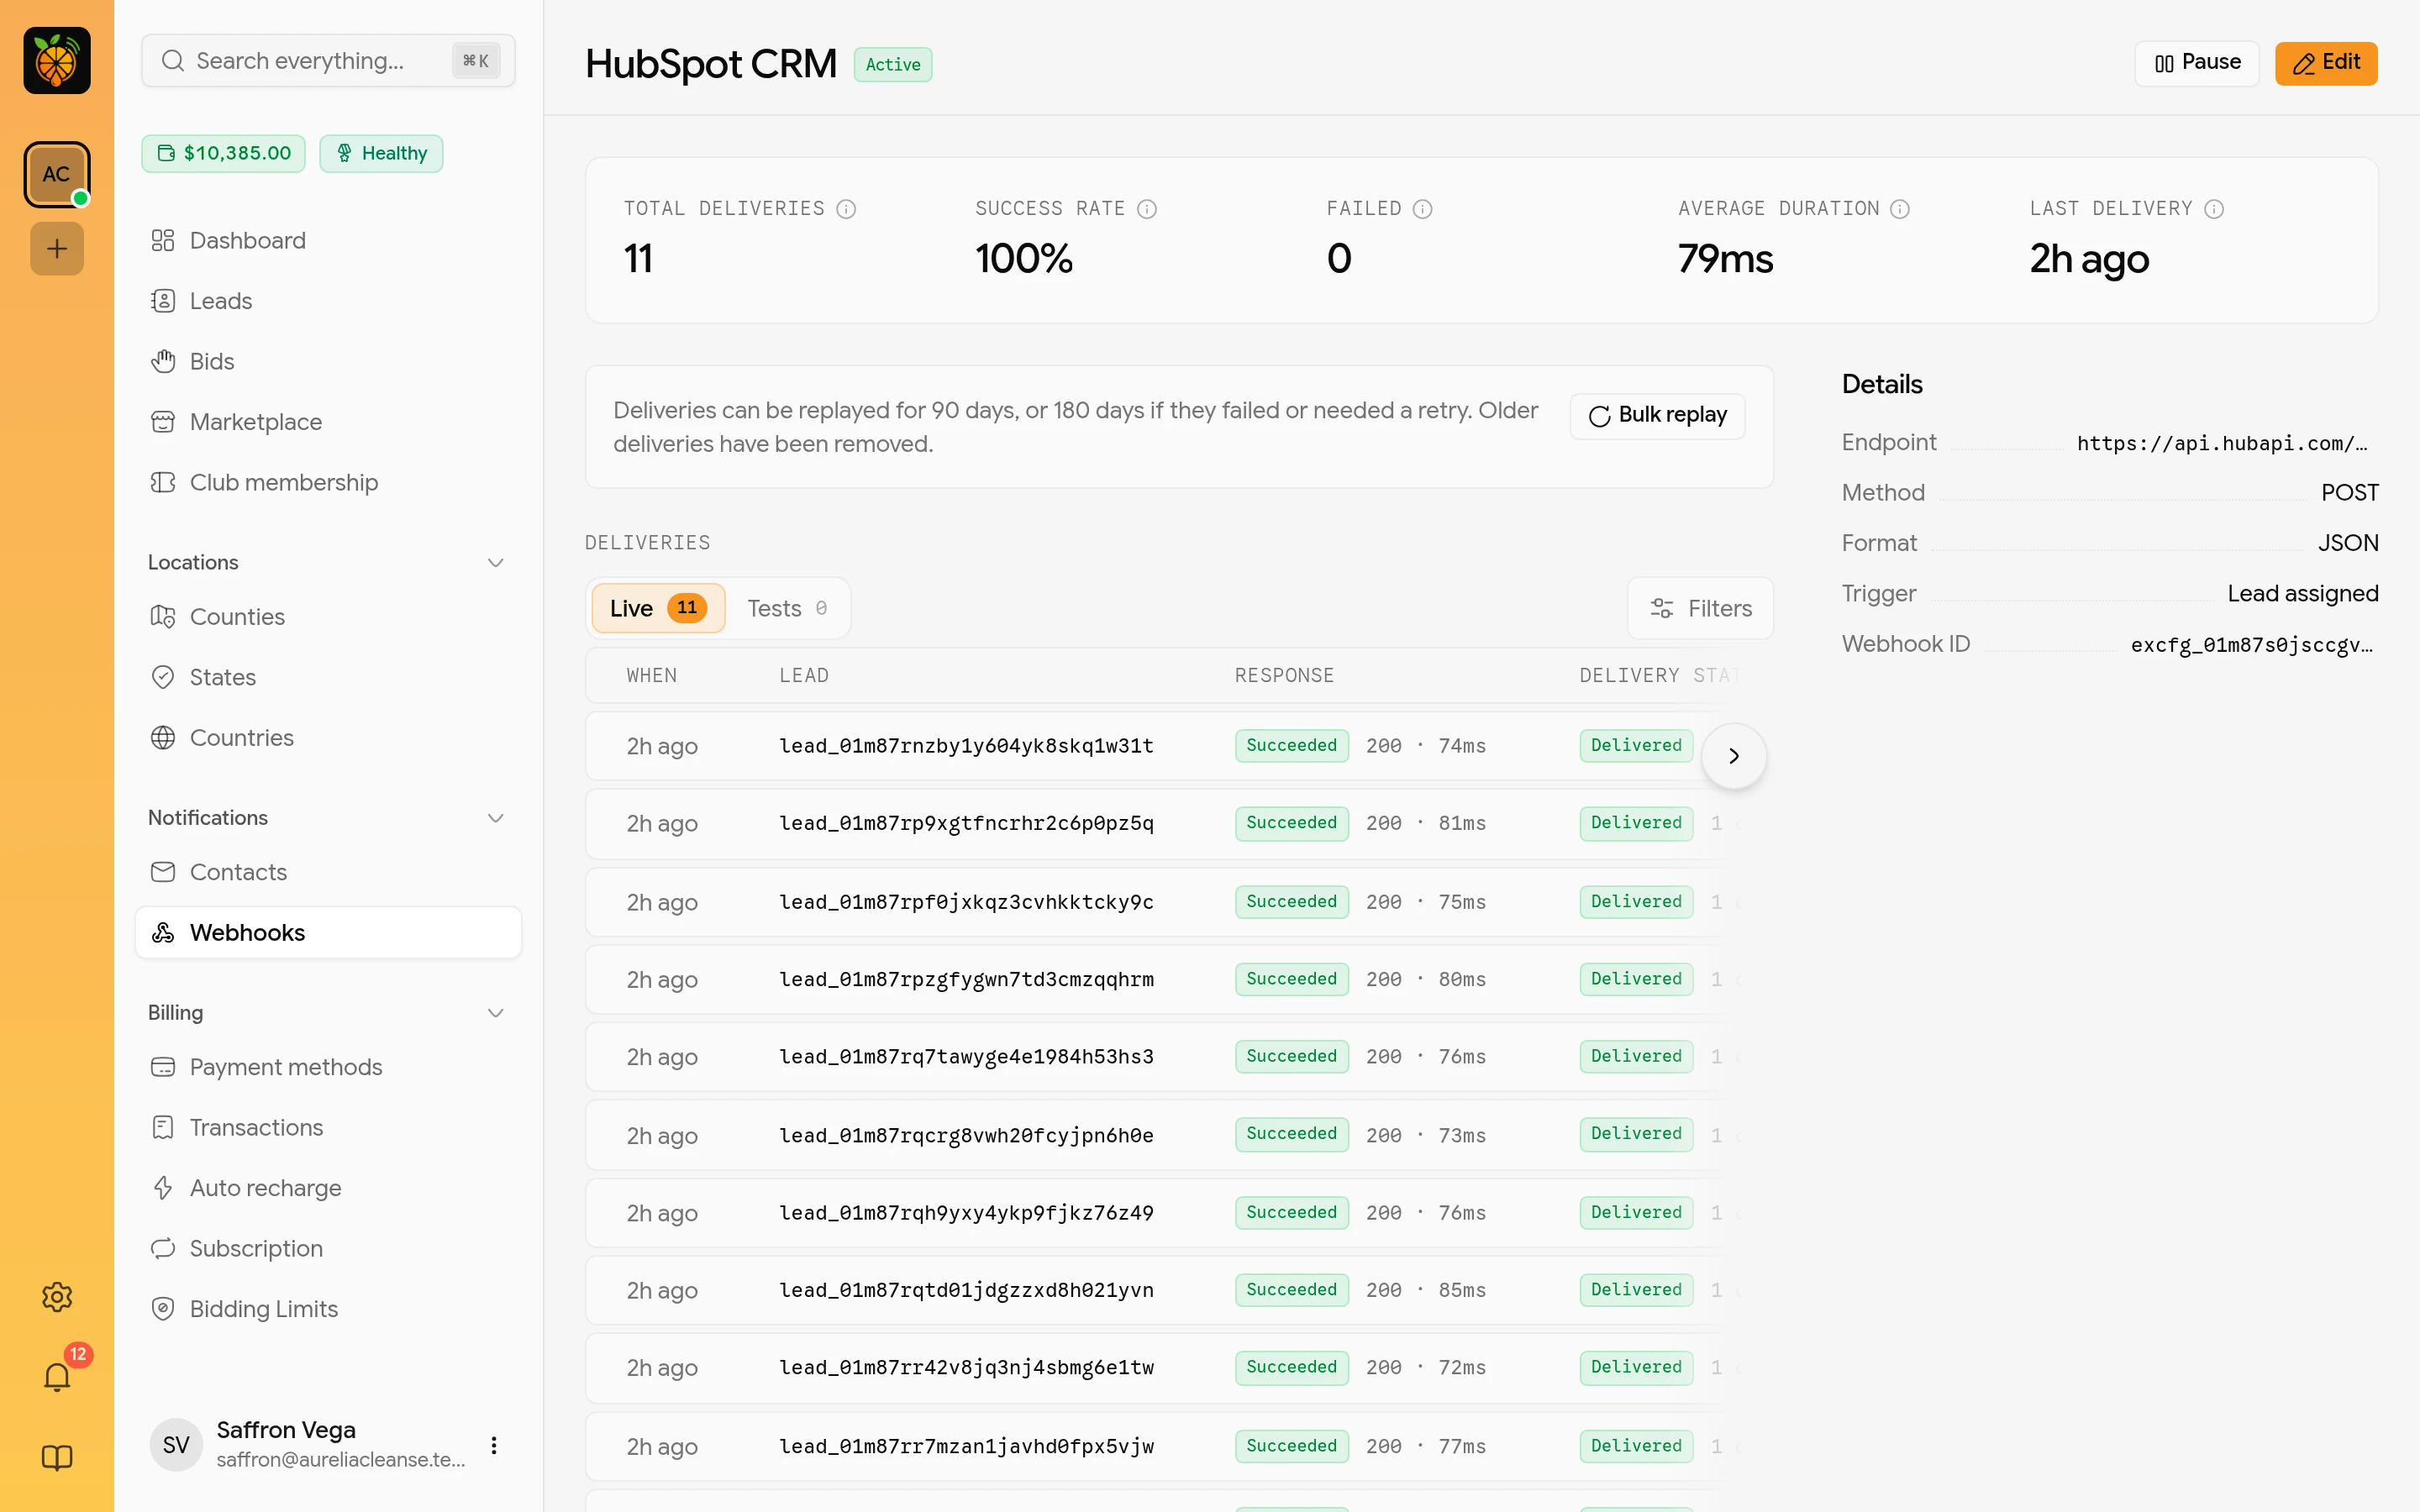 Search everything...
⌘K
AC
$10,385.00
Healthy
Dashboard
Leads
Bids
Marketplace
Club membership
Locations
Counties
States
Countries
Notifications
Contacts
Webhooks
Billing
Payment methods
Transactions
Auto recharge
Subscription
Bidding Limits
12
SV
Saffron Vega
saffron@aureliacleanse.te...
HubSpot CRM
Active
Pause
Edit
TOTAL DELIVERIES
11
SUCCESS RATE
100%
FAILED
0
AVERAGE DURATION
79ms
LAST DELIVERY
2h ago
Deliveries can be replayed for 90 days, or 180 days if they failed or needed a retry. Older
deliveries have been removed.
Bulk replay
DELIVERIES
Live 11
Tests 0
Filters
WHEN LEAD RESPONSE DELIVERY STAT
2h ago lead_01m87rnzby1y604yk8skq1w31t Succeeded 200 · 74ms Delivered
2h ago lead_01m87rp9xgtfncrhr2c6p0pz5q Succeeded 200 · 81ms Delivered 1
2h ago lead_01m87rpf0jxkqz3cvhkktcky9c Succeeded 200 · 75ms Delivered 1
2h ago lead_01m87rpzgfygwn7td3cmzqqhrm Succeeded 200 · 80ms Delivered 1
2h ago lead_01m87rq7tawyge4e1984h53hs3 Succeeded 200 · 76ms Delivered 1
2h ago lead_01m87rqcrg8vwh20fcyjpn6h0e Succeeded 200 · 73ms Delivered 1
2h ago lead_01m87rqh9yxy4ykp9fjkz76z49 Succeeded 200 · 76ms Delivered 1
2h ago lead_01m87rqtd01jdgzzxd8h021yvn Succeeded 200 · 85ms Delivered 1
2h ago lead_01m87rr42v8jq3nj4sbmg6e1tw Succeeded 200 · 72ms Delivered 1
2h ago lead_01m87rr7mzan1javhd0fpx5vjw Succeeded 200 · 77ms Delivered 1
Details
Endpoint https://api.hubapi.com/...
Method POST
Format JSON
Trigger Lead assigned
Webhook ID excfg_01m87s0jsccgv...